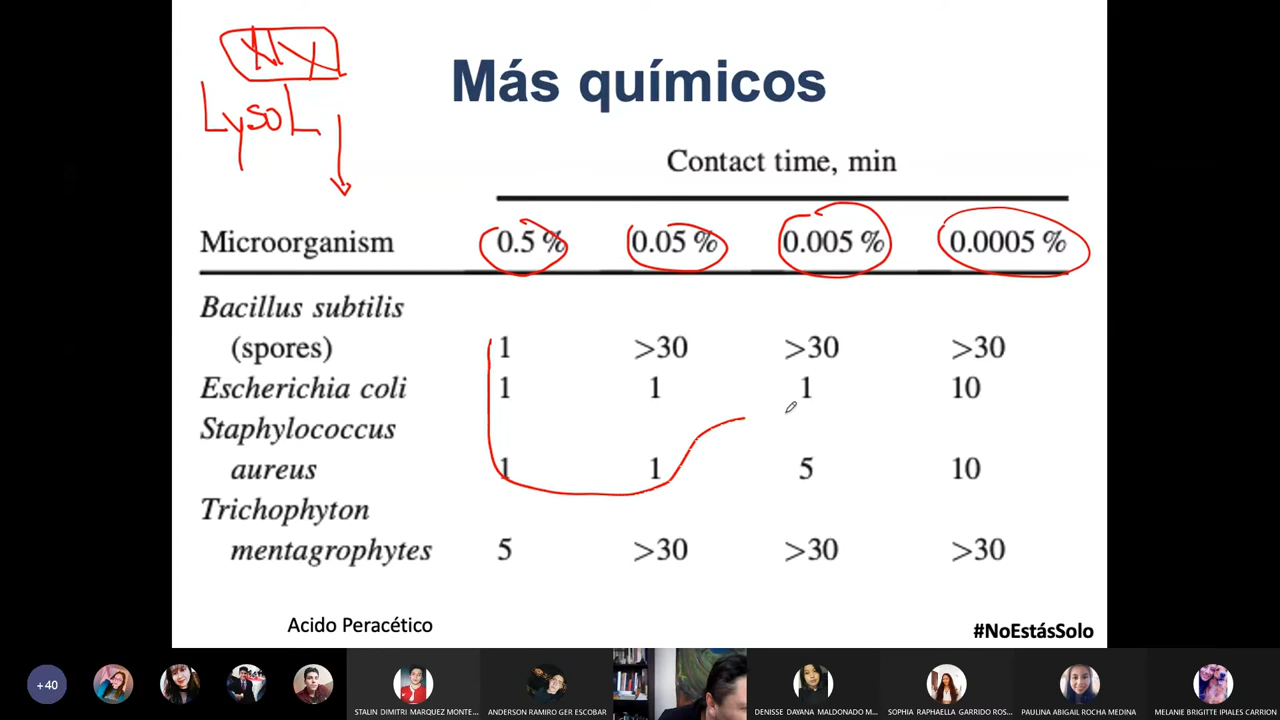 LysoL
Más químicos
Contact time, min
Microorganism 0.5 % 0.05 % 0.005 % 0.0005 %
Bacillus subtilis
(spores) 1 >30 >30 >30
Escherichia coli 1 1 1 10
Staphylococcus
aureus 1 1 5 10
Trichophyton
mentagrophytes 5 >30 >30 >30
Acido Peracético
#NoEstásSolo
+40
STALIN DIMITRI MARQUEZ MONTE...
ANDERSON RAMIRO GER ESCOBAR
DENISSE DAYANA MALDONADO M...
SOPHIA RAPHAELLA GARRIDO ROS...
PAULINA ABIGAIL ROCHA MEDINA
MELANIE BRIGITTE IPIALES CARRION